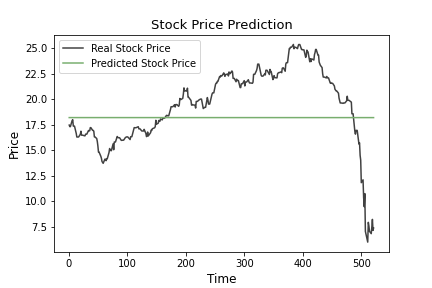 Stock Price Prediction
Real Stock Price
Predicted Stock Price
Price
25.0
22.5
20.0
17.5
15.0
12.5
10.0
7.5
0 100 200 300 400 500
Time